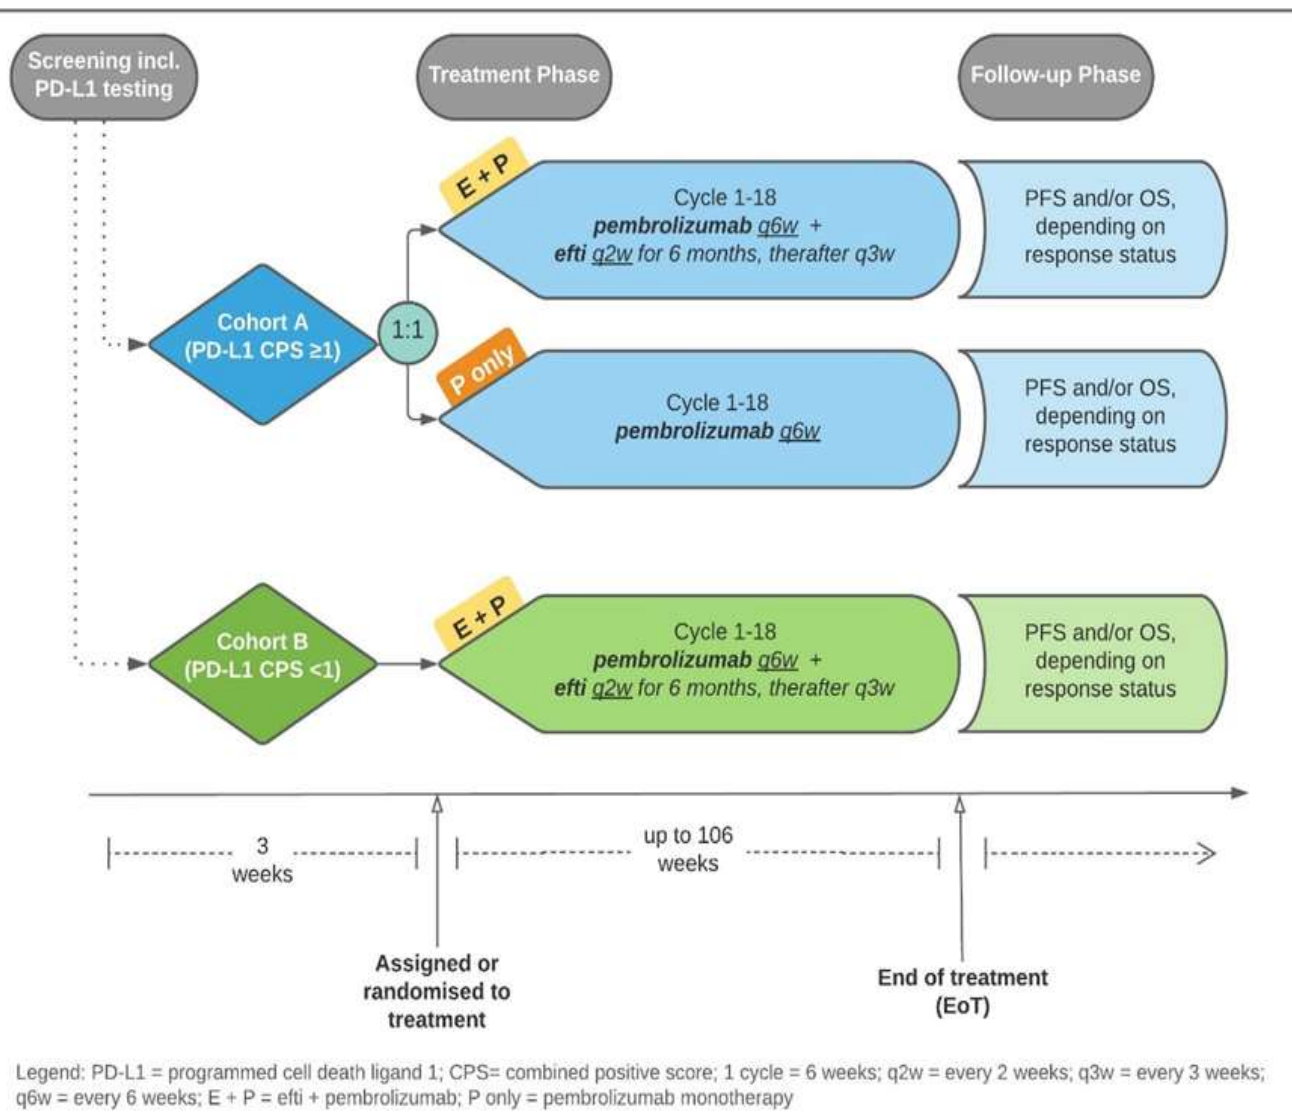 Screening incl.
PD-L1 testing
Treatment Phase
Follow-up Phase
E + P
Cycle 1-18
pembrolizumab q6w +
efti q2w for 6 months, therafter q3w
PFS and/or OS,
depending on
response status
Cohort A
(PD-L1 CPS ≥1)
1:1
P only
Cycle 1-18
pembrolizumab q6w
PFS and/or OS,
depending on
response status
E + P
Cohort B
(PD-L1 CPS <1)
Cycle 1-18
pembrolizumab q6w +
efti q2w for 6 months, therafter q3w
PFS and/or OS,
depending on
response status
3
weeks
up to 106
weeks
Assigned or
randomised to
treatment
End of treatment
(EoT)
Legend: PD-L1 = programmed cell death ligand 1; CPS= combined positive score; 1 cycle = 6 weeks; q2w = every 2 weeks; q3w = every 3 weeks;
q6w = every 6 weeks; E + P = efti + pembrolizumab; P only = pembrolizumab monotherapy